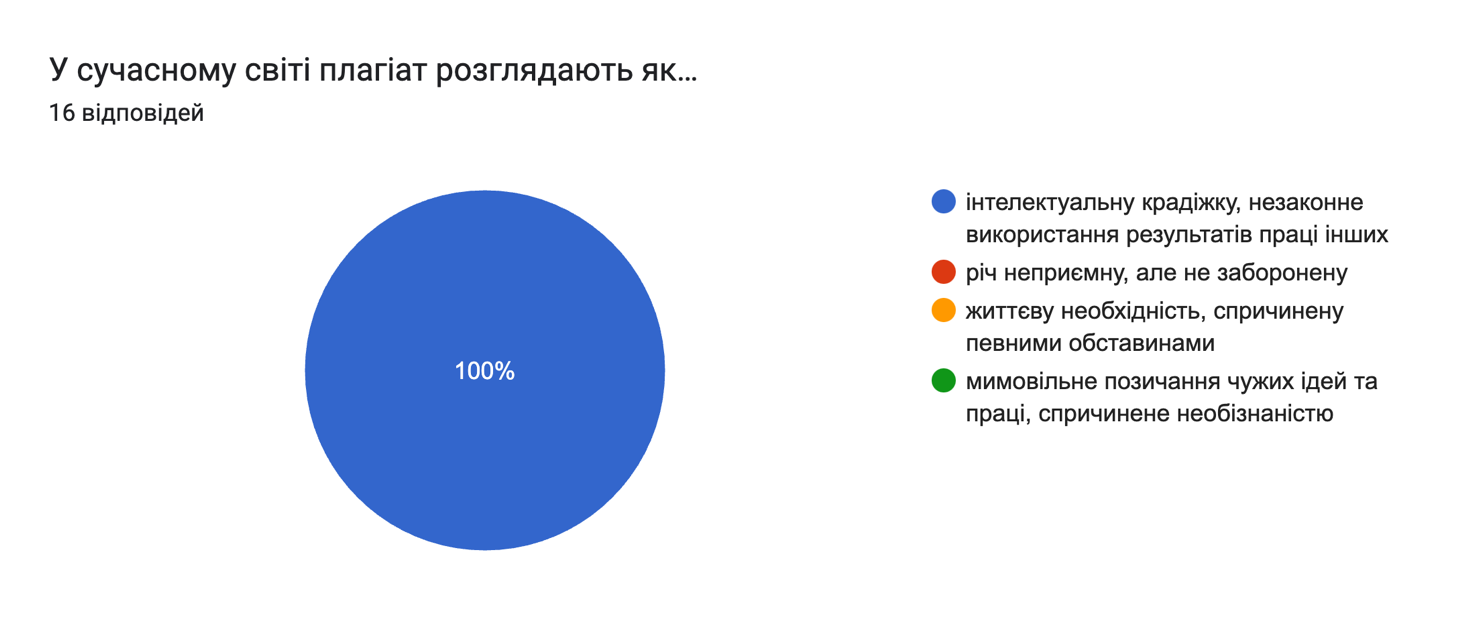 У сучасному світі плагіат розглядають як...
16 відповідей
100%
інтелектуальну крадіжку, незаконне
використання результатів праці інших
річ неприємну, але не заборонену
життєву необхідність, спричинену
певними обставинами
мимовільне позичання чужих ідей та
праці, спричинене необізнаністю